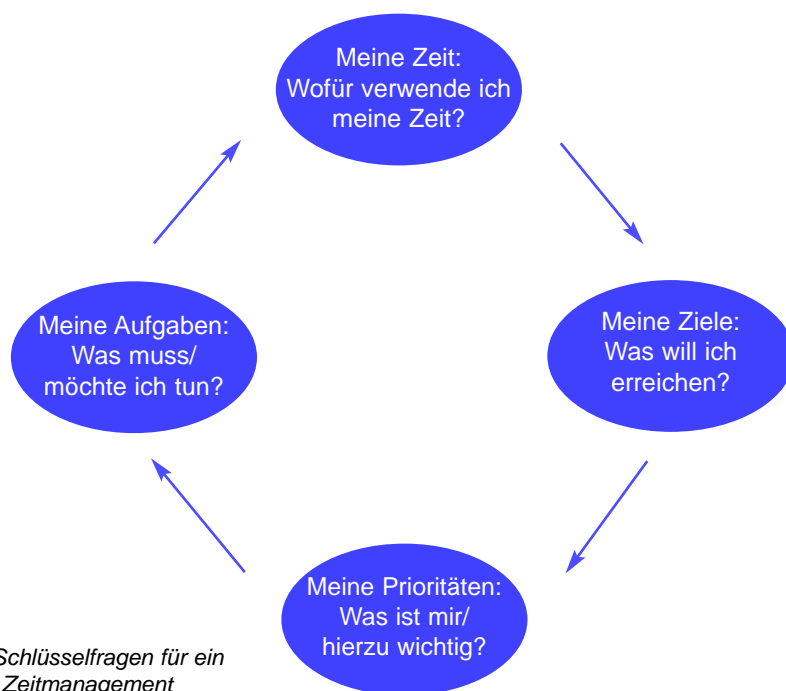 Meine Zeit:
Wofür verwende ich
meine Zeit?
Meine Ziele:
Was will ich
erreichen?
Meine Prioritäten:
Was ist mir/
hierzu wichtig?
Meine Aufgaben:
Was muss/
möchte ich tun?
Schlüsselfragen für ein
Zeitmanagement